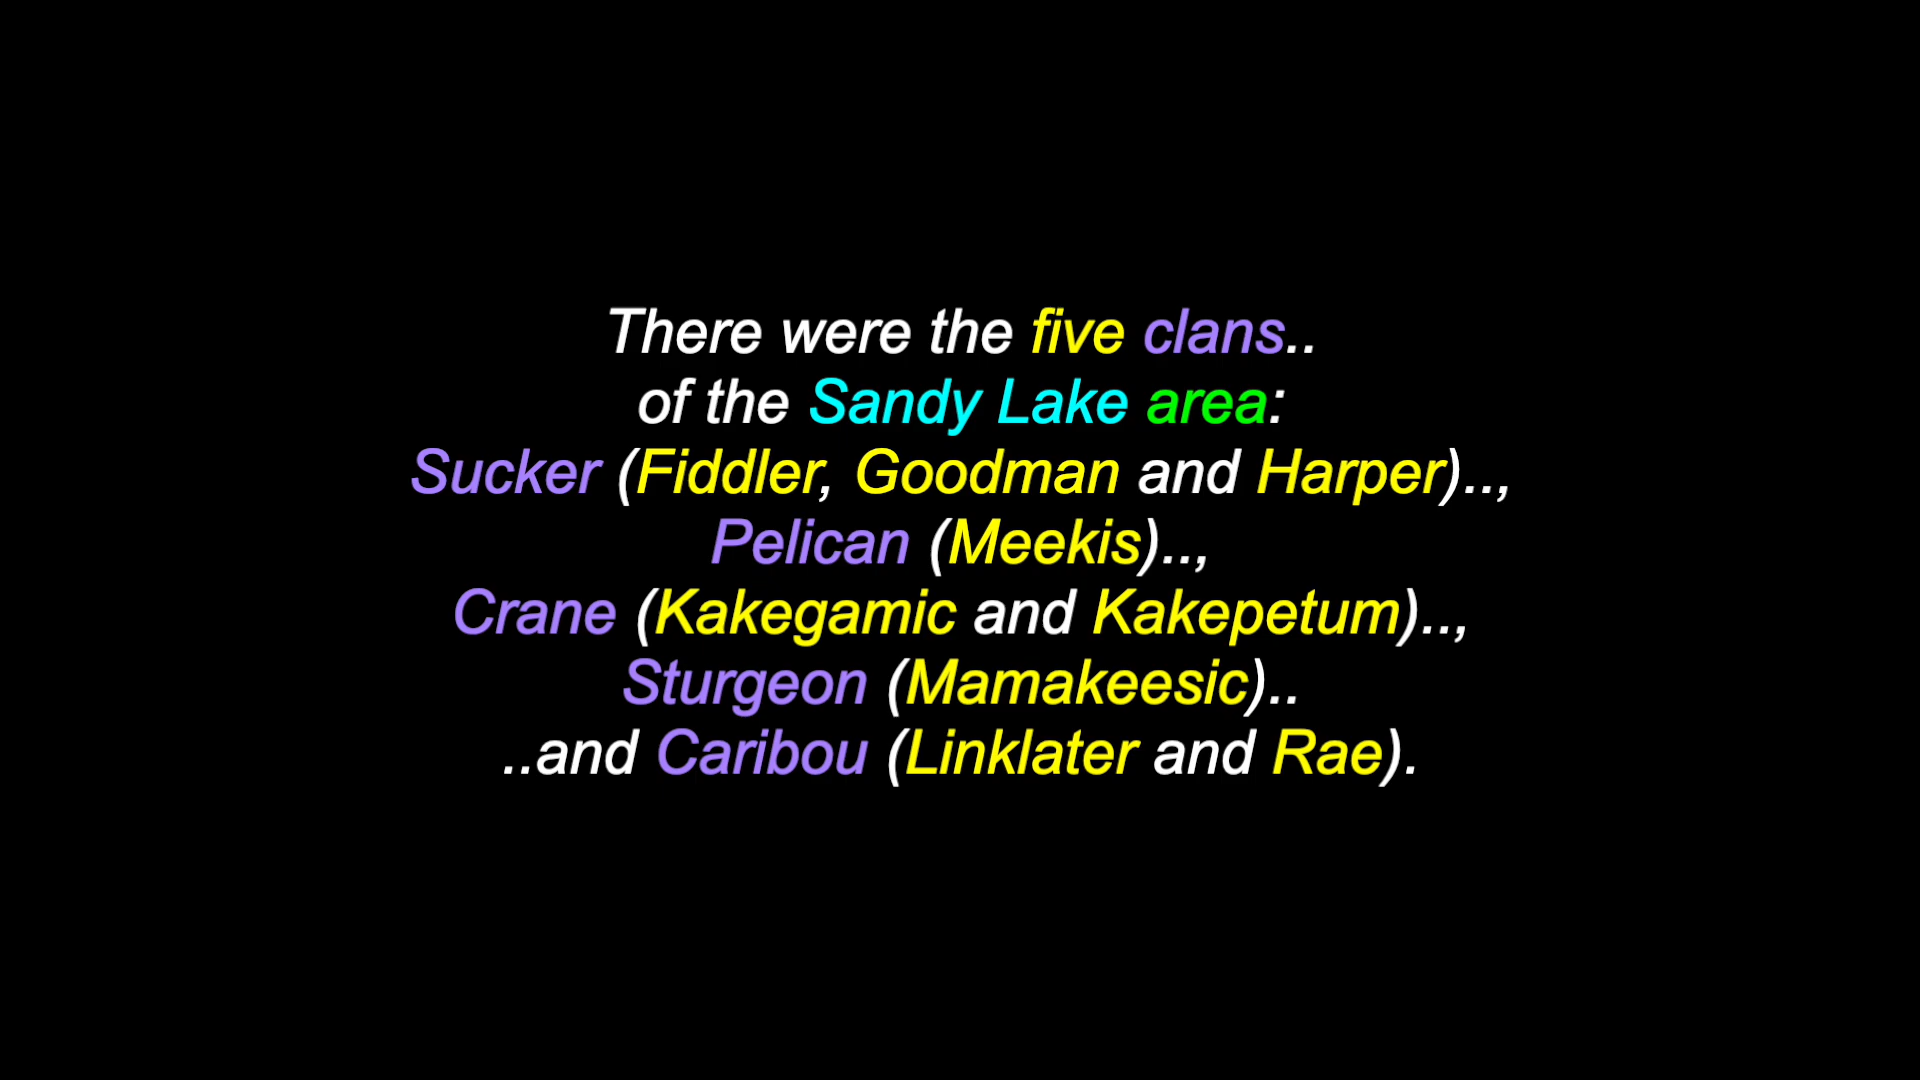 There were the five clans..
of the Sandy Lake area:
Sucker (Fiddler, Goodman and Harper)..,
Pelican (Meekis)..,
Crane (Kakegamic and Kakepetum)..,
Sturgeon (Mamakeesic)..
..and Caribou (Linklater and Rae).